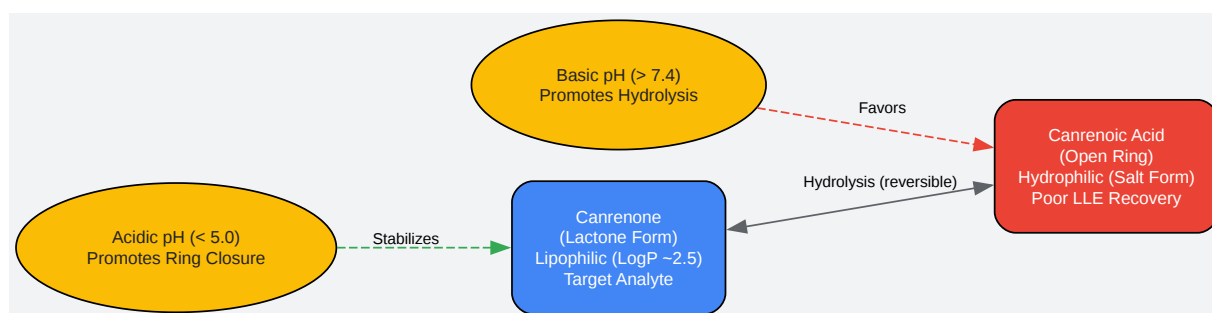 Basic pH (> 7.4)
Promotes Hydrolysis
Favors
Canrenoic Acid
(Open Ring)
Hydrophilic (Salt Form)
Poor LLE Recovery
Hydrolysis (reversible)
Canrenone
(Lactone Form)
Lipophilic (LogP ~2.5)
Target Analyte
Stabilizes
Acidic pH (< 5.0)
Promotes Ring Closure